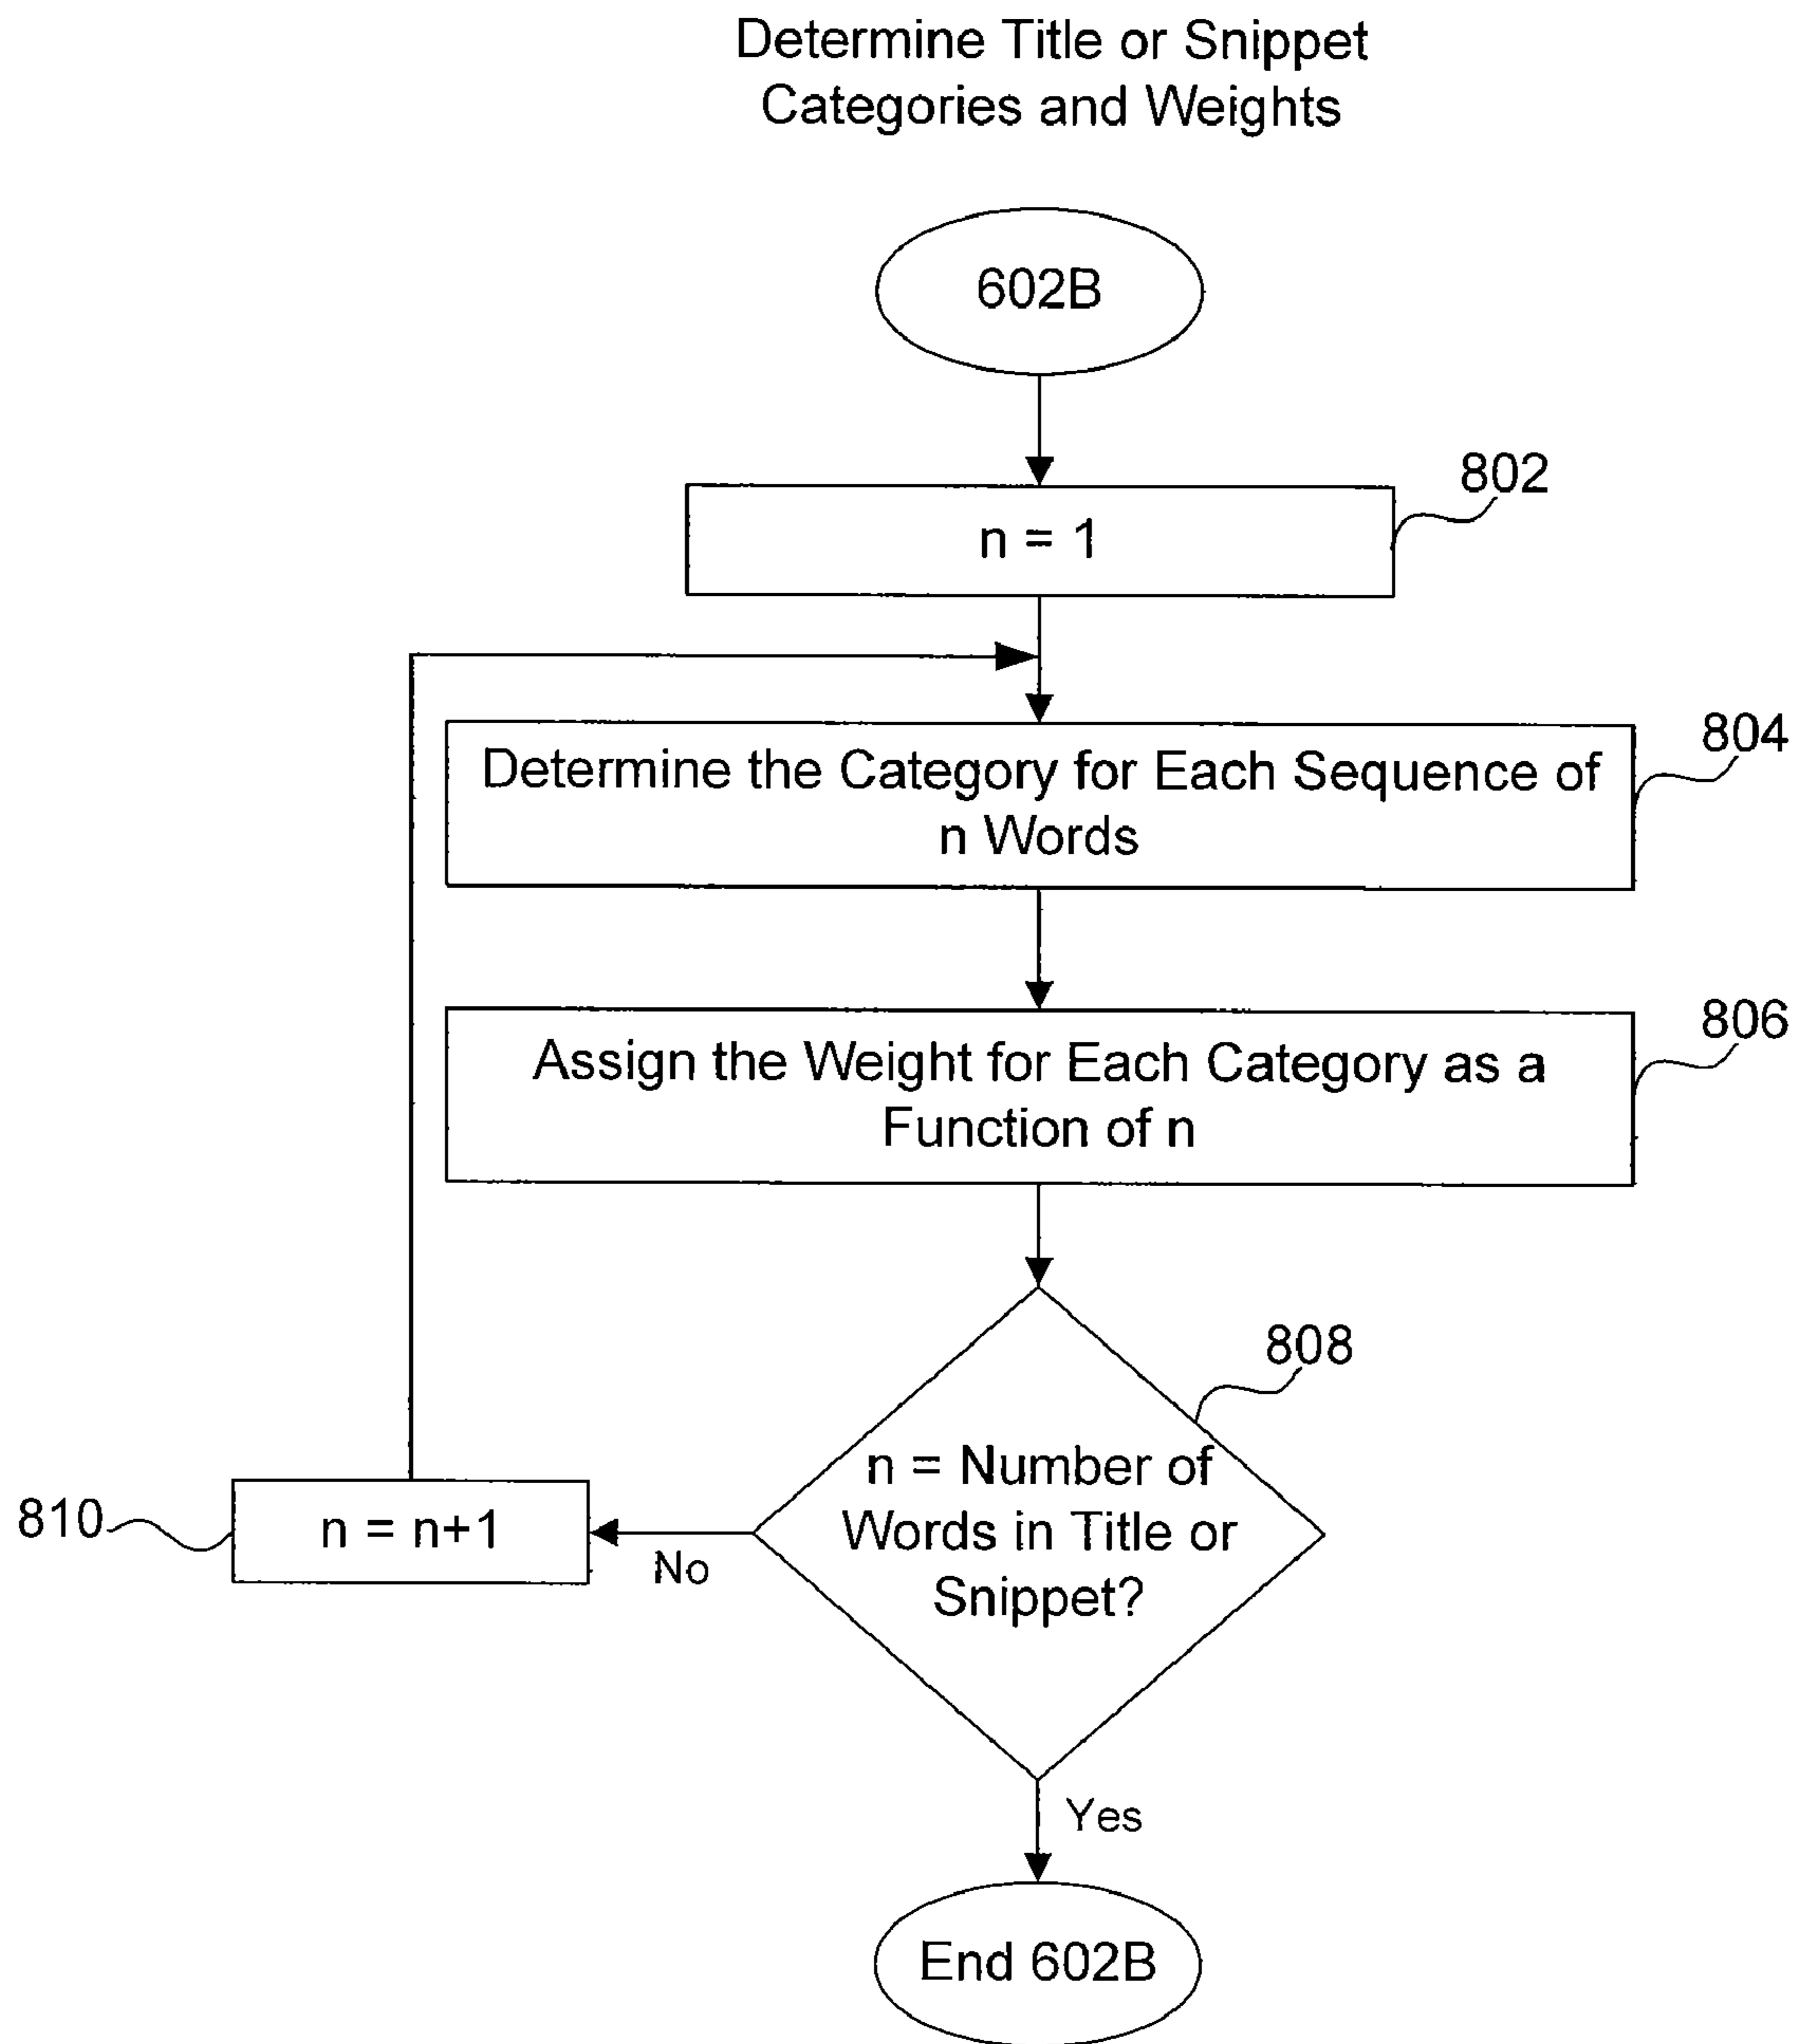 Determine Title or Snippet
Categories and Weights
602B
802
n = 1
804
Determine the Category for Each Sequence of
n Words
806
Assign the Weight for Each Category as a
Function of n
808
n = Number of
Words in Title or
Snippet?
810
n = n+1
No
Yes
End 602B